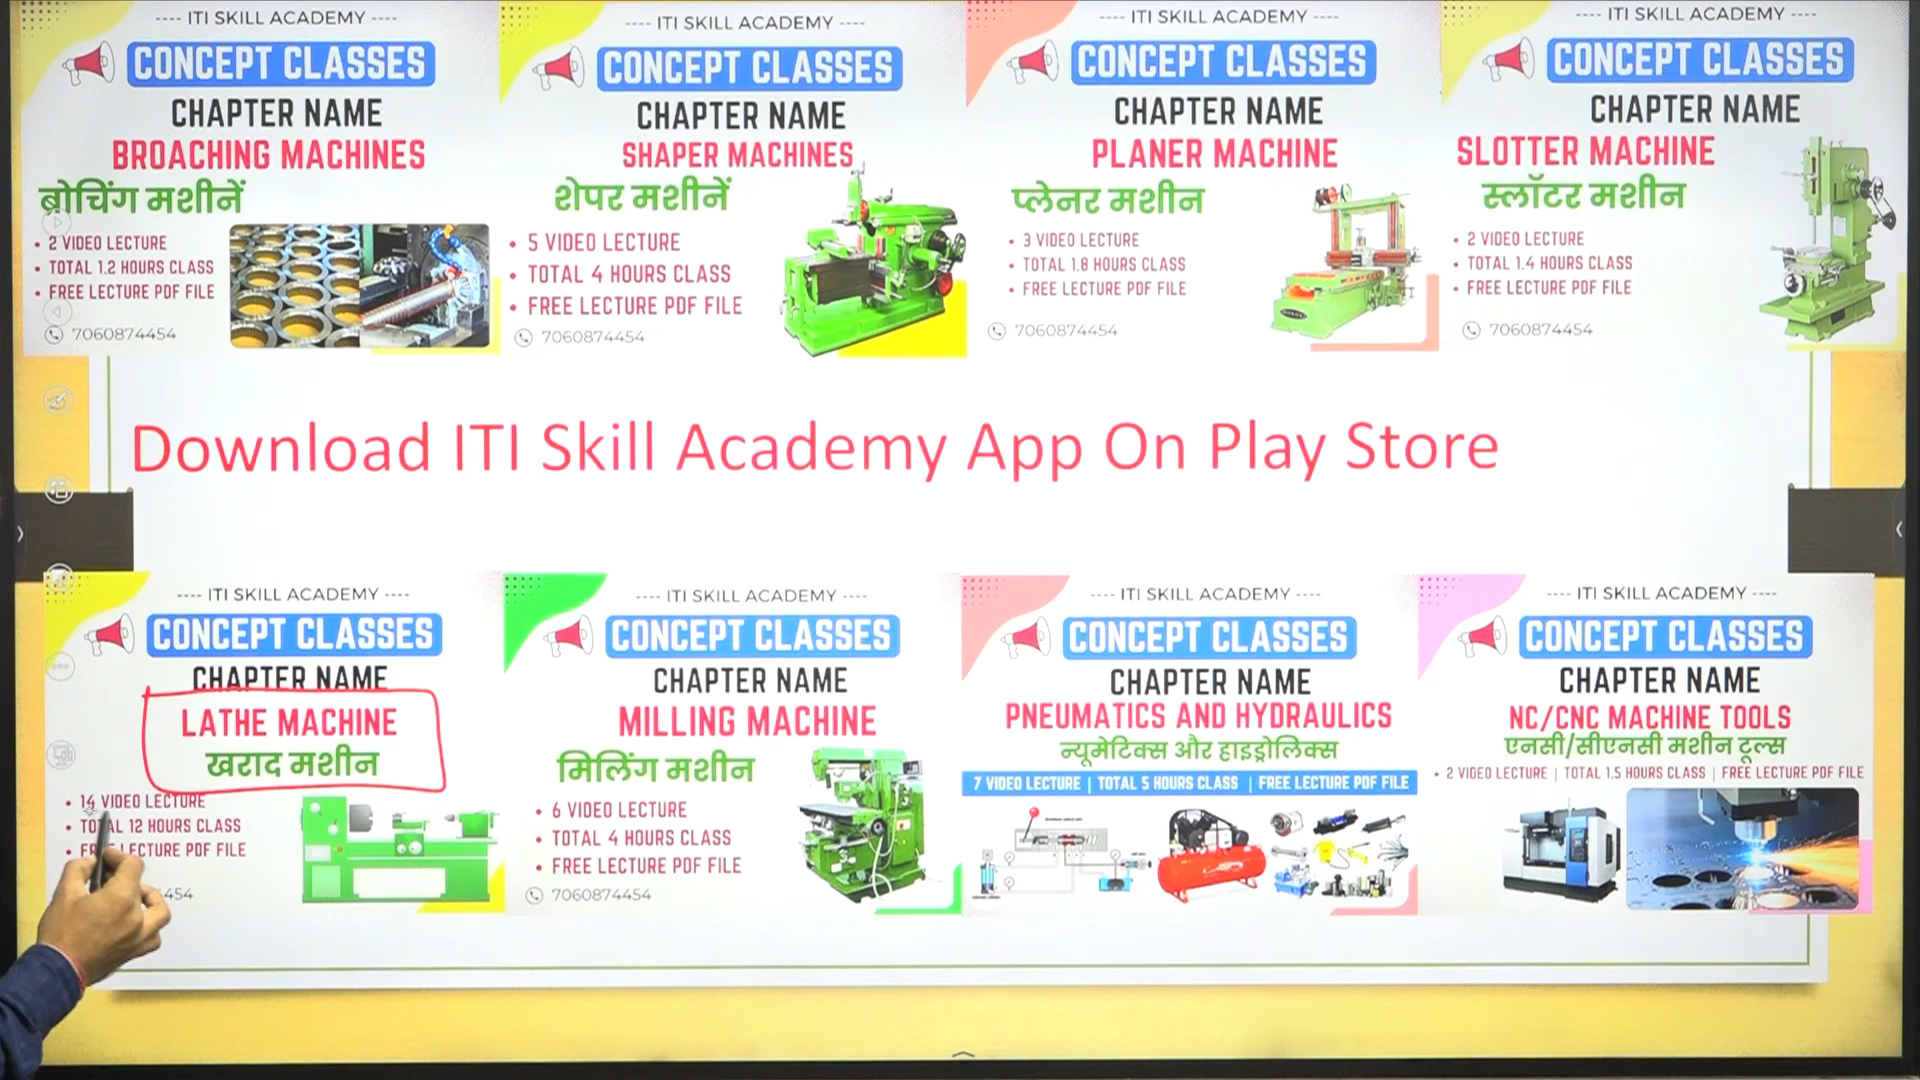 ---- ITI SKILL ACADEMY ----
CONCEPT CLASSES
CHAPTER NAME
BROACHING MACHINES
ब्रोचिंग मशीनें
• 2 VIDEO LECTURE
• TOTAL 1.2 HOURS CLASS
• FREE LECTURE PDF FILE
7060874454
---- ITI SKILL ACADEMY ----
CONCEPT CLASSES
CHAPTER NAME
SHAPER MACHINES
शेपर मशीनें
• 5 VIDEO LECTURE
• TOTAL 4 HOURS CLASS
• FREE LECTURE PDF FILE
7060874454
---- ITI SKILL ACADEMY ----
CONCEPT CLASSES
CHAPTER NAME
PLANER MACHINE
प्लेनर मशीन
• 3 VIDEO LECTURE
• TOTAL 1.8 HOURS CLASS
• FREE LECTURE PDF FILE
7060874454
---- ITI SKILL ACADEMY ----
CONCEPT CLASSES
CHAPTER NAME
SLOTTER MACHINE
स्लॉटर मशीन
• 2 VIDEO LECTURE
• TOTAL 1.4 HOURS CLASS
• FREE LECTURE PDF FILE
7060874454
Download ITI Skill Academy App On Play Store
---- ITI SKILL ACADEMY ----
CONCEPT CLASSES
CHAPTER NAME
LATHE MACHINE
खराद मशीन
• 14 VIDEO LECTURE
• TOTAL 12 HOURS CLASS
• LECTURE PDF FILE
454
---- ITI SKILL ACADEMY ----
CONCEPT CLASSES
CHAPTER NAME
MILLING MACHINE
मिलिंग मशीन
• 6 VIDEO LECTURE
• TOTAL 4 HOURS CLASS
• FREE LECTURE PDF FILE
7060874454
---- ITI SKILL ACADEMY ----
CONCEPT CLASSES
CHAPTER NAME
PNEUMATICS AND HYDRAULICS
न्यूमेटिक्स और हाइड्रोलिक्स
7 VIDEO LECTURE | TOTAL 5 HOURS CLASS | FREE LECTURE PDF FILE
---- ITI SKILL ACADEMY ----
CONCEPT CLASSES
CHAPTER NAME
NC/CNC MACHINE TOOLS
एनसी/सीएनसी मशीन टूल्स
• 2 VIDEO LECTURE | TOTAL 1.5 HOURS CLASS | FREE LECTURE PDF FILE